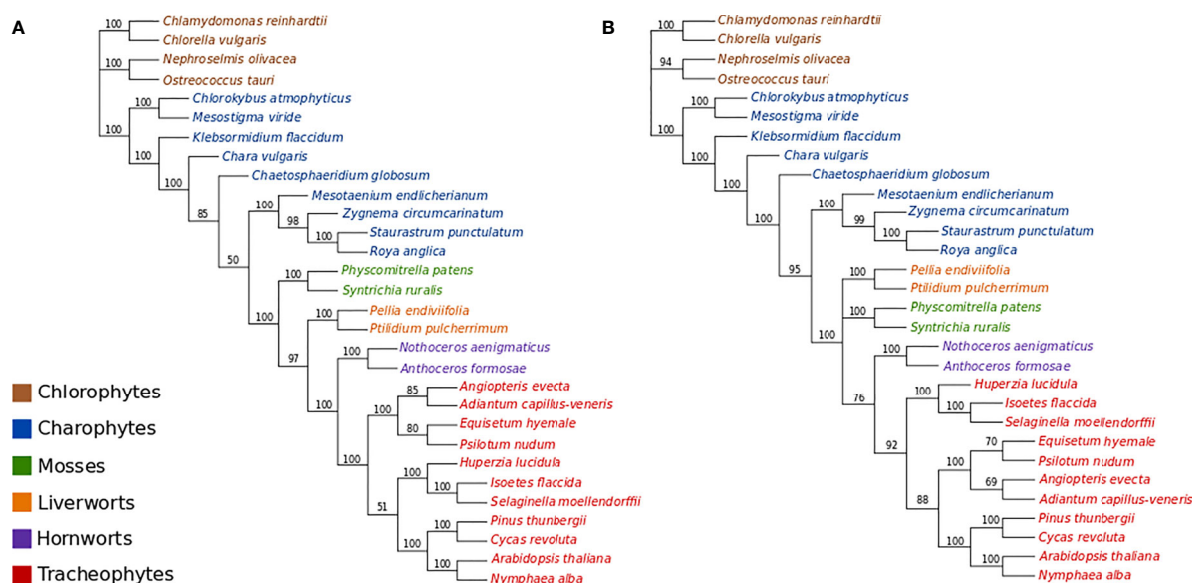 A
100
Chlamydomonas reinhardtii
Chlorella vulgaris
100
Nephroselmis olivacea
Ostreococcus tauri
100
100
Chlorokybus atmophyticus
Mesostigma viride
100
Klebsormidium flaccidum
100
Chara vulgaris
85
Chaetosphaeridium globosum
50
100
Mesotaenium endlicherianum
98
Zygnema circumcarinatum
100
Staurastrum punctulatum
Roya anglica
100
100
Physcomitrella patens
Syntrichia ruralis
97
100
Pellia endiviifolia
Ptilidium pulcherrimum
100
100
Nothoceros aenigmaticus
Anthoceros formosae
100
100
85
Angiopteris evecta
Adiantum capillus-veneris
80
Equisetum hyemale
Psilotum nudum
51
100
Huperzia lucidula
100
Isoetes flaccida
Selaginella moellendorffii
100
100
Pinus thunbergii
Cycas revoluta
100
Arabidopsis thaliana
Nymphaea alba
Chlorophytes
Charophytes
Mosses
Liverworts
Hornworts
Tracheophytes
B
100
Chlamydomonas reinhardtii
Chlorella vulgaris
94
Nephroselmis olivacea
Ostreococcus tauri
100
100
Chlorokybus atmophyticus
Mesostigma viride
100
Klebsormidium flaccidum
100
Chara vulgaris
100
Chaetosphaeridium globosum
95
100
Mesotaenium endlicherianum
99
Zygnema circumcarinatum
100
Staurastrum punctulatum
Roya anglica
100
100
Pellia endiviifolia
Ptilidium pulcherrimum
100
Physcomitrella patens
Syntrichia ruralis
76
100
Nothoceros aenigmaticus
Anthoceros formosae
92
100
Huperzia lucidula
100
Isoetes flaccida
Selaginella moellendorffii
88
100
70
Equisetum hyemale
Psilotum nudum
69
Angiopteris evecta
Adiantum capillus-veneris
100
100
Pinus thunbergii
Cycas revoluta
100
Arabidopsis thaliana
Nymphaea alba